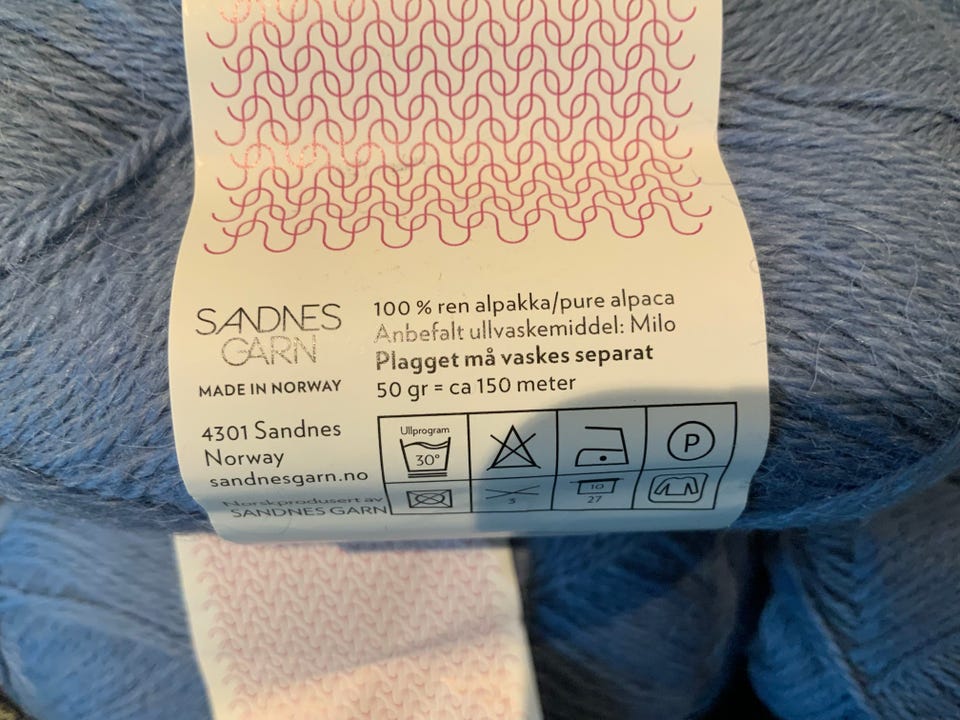 SANDNES
GARN
MADE IN NORWAY
4301 Sandnes
Norway
sandnesgarn.no
Norskprodusert av
SANDNES GARN
100 % ren alpakka/pure alpaca
Anbefalt ullvaskemiddel: Milo
Plagget må vaskes separat
50 gr = ca 150 meter
Ullprogram
30°
P
3
10
27